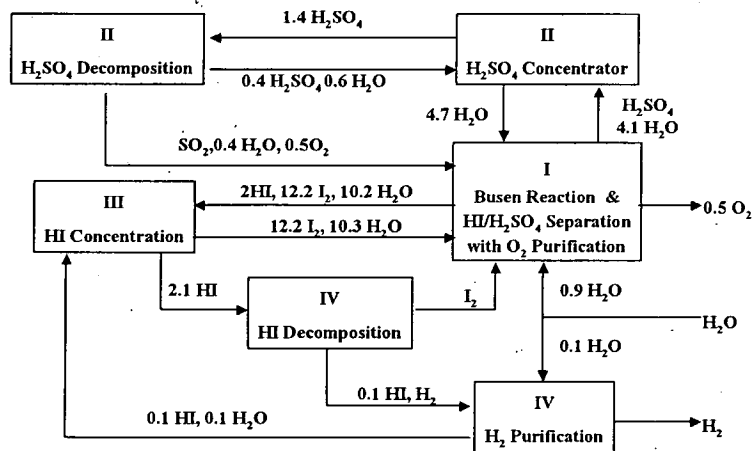 1.4 H₂SO₄
II
H₂SO₄ Decomposition
II
H₂SO₄ Concentrator
0.4 H₂SO₄ 0.6 H₂O
4.7 H₂O
H₂SO₄
4.1 H₂O
SO₂,0.4 H₂O, 0.5O₂
I
Busen Reaction &
HI/H₂SO₄ Separation
with O₂ Purification
0.5 O₂
2HI, 12.2 I₂, 10.2 H₂O
III
HI Concentration
12.2 I₂, 10.3 H₂O
2.1 HI
IV
HI Decomposition
I₂
0.9 H₂O
H₂O
0.1 H₂O
0.1 HI, H₂
0.1 HI, 0.1 H₂O
IV
H₂ Purification
H₂